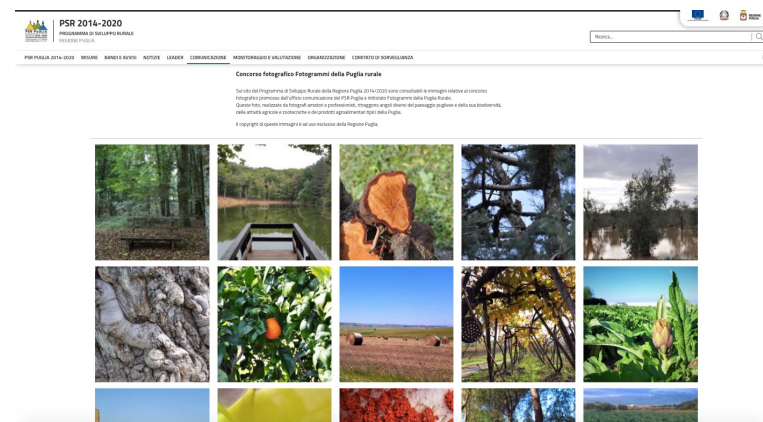 PSR 2014-2020
PROGRAMMA DI SVILUPPO RURALE
REGIONE PUGLIA
PSR PUGLIA
REGIONE PUGLIA
Ricerca...
PSR PUGLIA 2014-2020 MISURE BANDI E AVVISI NOTIZIE LEADER COMUNICAZIONE MONITORAGGIO E VALUTAZIONE ORGANIZZAZIONE COMITATO DI SORVEGLIANZA
Concorso fotografico Fotogrammi della Puglia rurale
Sul sito del Programma di Sviluppo Rurale della Regione Puglia 2014/2020 sono consultabili le immagini relative al concorso
fotografico promosso dall'ufficio comunicazione del PSR Puglia e intitolato Fotogrammi della Puglia Rurale.
Queste foto, realizzate da fotografi amatori e professionisti, ritraggono angoli diversi del paesaggio pugliese e della sua biodiversità,
delle attività agricole e zootecniche e dei prodotti agroalimentari tipici della Puglia.
Il copyright di queste immagini è ad uso esclusivo della Regione Puglia.